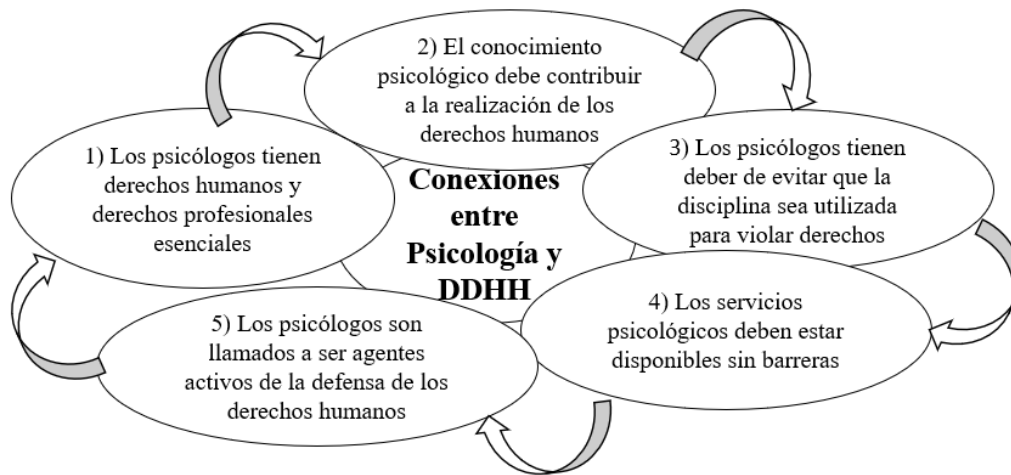 2) El conocimiento
psicológico debe contribuir
a la realización de los
derechos humanos
1) Los psicólogos tienen
derechos humanos y
derechos profesionales
esenciales
3) Los psicólogos tienen
deber de evitar que la
disciplina sea utilizada
para violar derechos
Conexiones
entre
Psicología y
DDHH
4) Los servicios
psicológicos deben estar
disponibles sin barreras
5) Los psicólogos son
llamados a ser agentes
activos de la defensa de los
derechos humanos